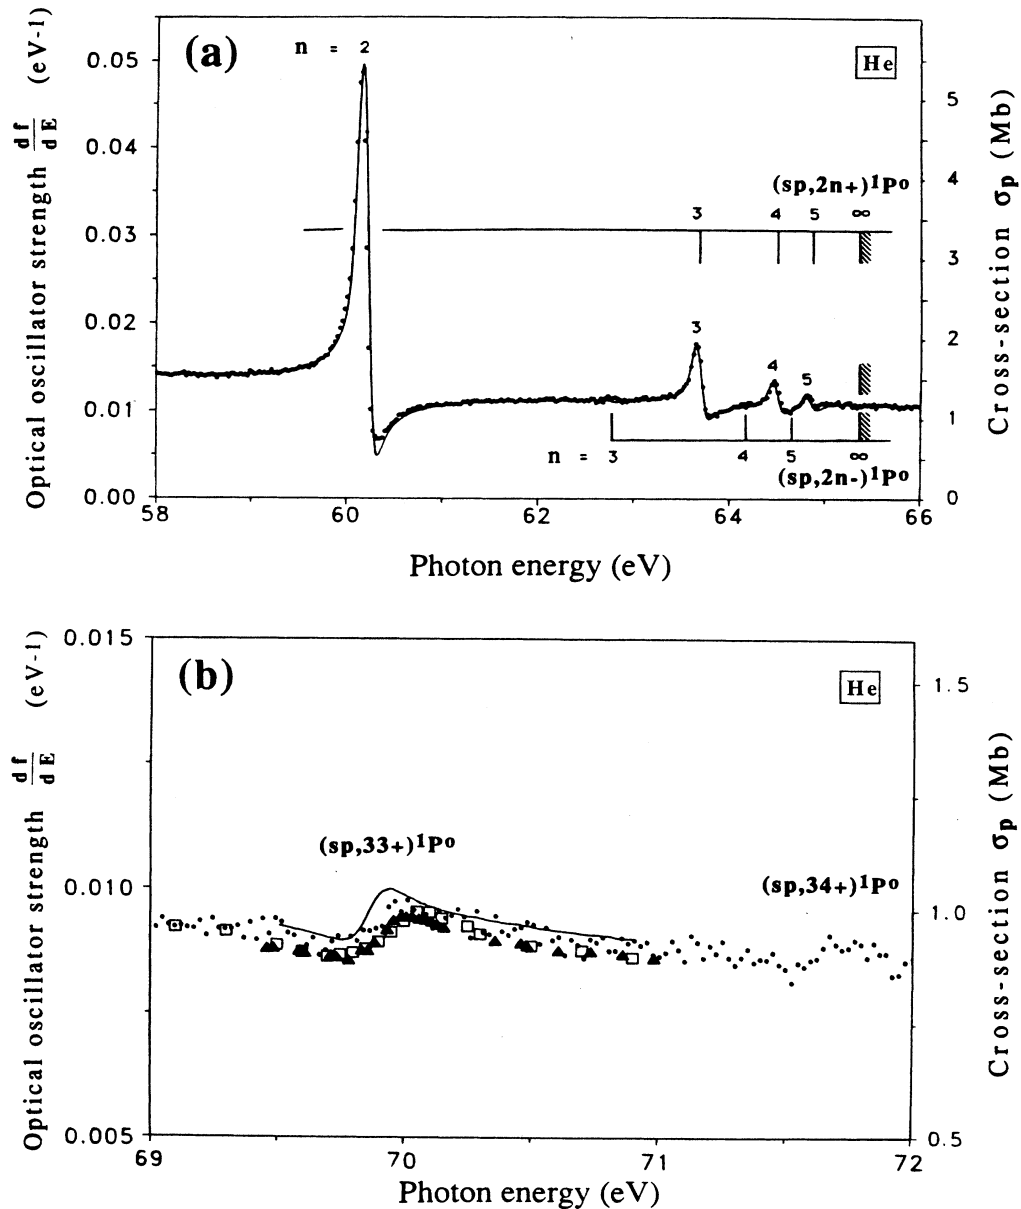 (a)
n = 2
He
Optical oscillator strength df/dE (eV-1)
0.05
0.04
0.03
0.02
0.01
0.00
Cross-section σp (Mb)
5
4
3
2
1
0
(sp,2n+)1Po
3 4 5 ∞
3
4
5
n = 3 4 5 ∞
(sp,2n-)1Po
58 60 62 64 66
Photon energy (eV)
(b)
He
Optical oscillator strength df/dE (eV-1)
0.015
0.010
0.005
Cross-section σp (Mb)
1.5
1.0
0.5
(sp,33+)1Po
(sp,34+)1Po
69 70 71 72
Photon energy (eV)